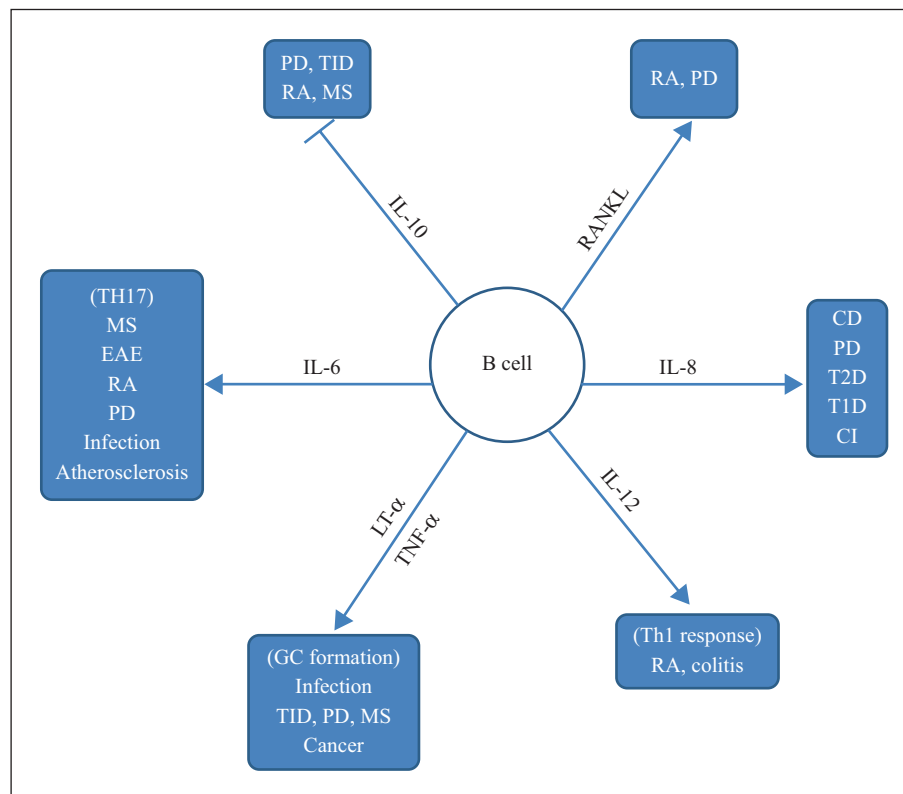 PD, TID
RA, MS
RA, PD
IL-10
RANKL
(TH17)
MS
EAE
RA
PD
Infection
Atherosclerosis
IL-6
B cell
IL-8
CD
PD
T2D
T1D
CI
LT-α
TNF-α
IL-12
(GC formation)
Infection
TID, PD, MS
Cancer
(Th1 response)
RA, colitis